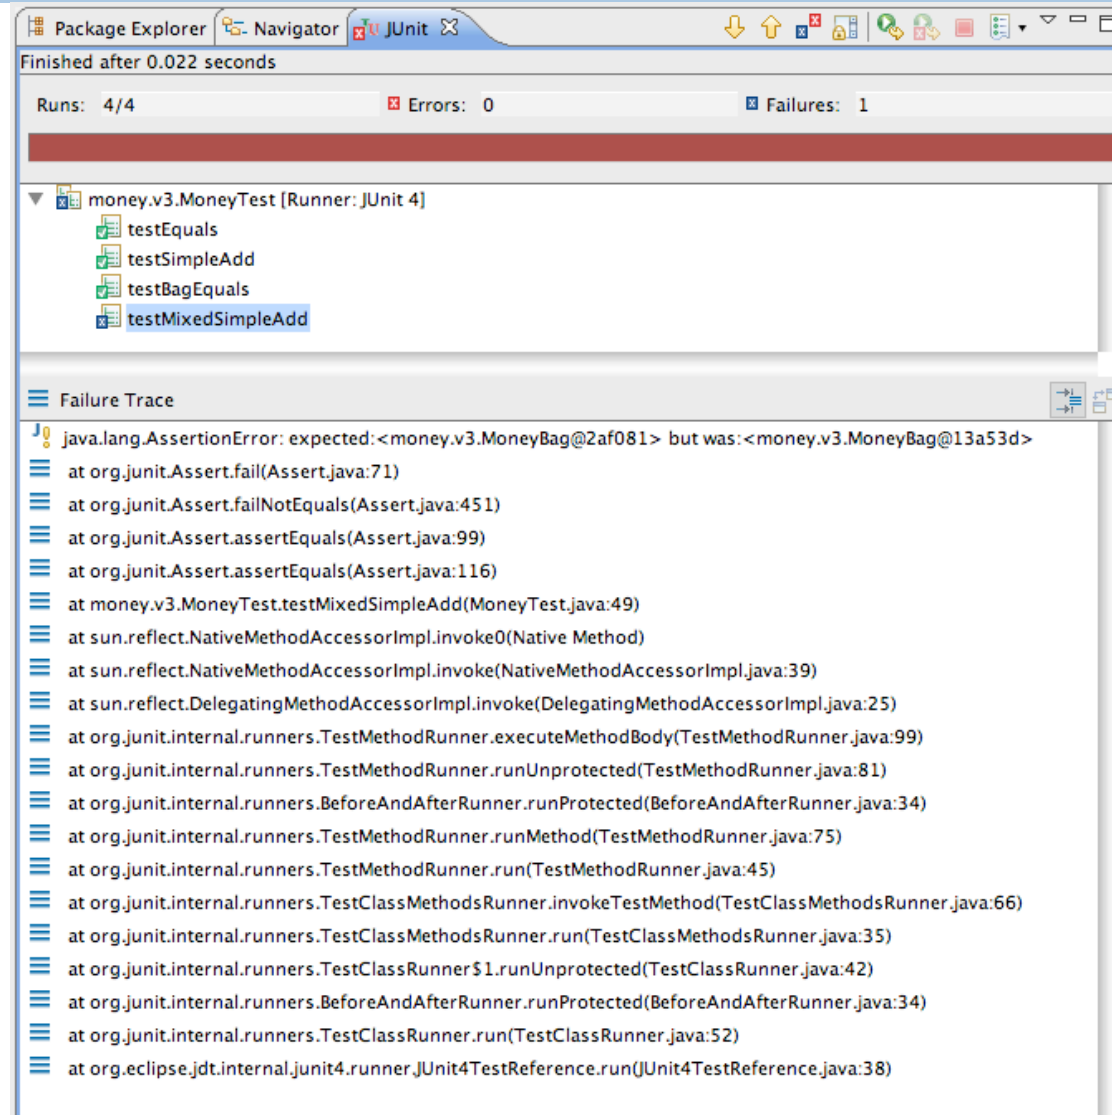 Package Explorer Navigator JUnit
Finished after 0.022 seconds
Runs: 4/4 Errors: 0 Failures: 1
money.v3.MoneyTest [Runner: JUnit 4]
testEquals
testSimpleAdd
testBagEquals
testMixedSimpleAdd
Failure Trace
java.lang.AssertionError: expected:<money.v3.MoneyBag@2af081> but was:<money.v3.MoneyBag@13a53d>
at org.junit.Assert.fail(Assert.java:71)
at org.junit.Assert.failNotEquals(Assert.java:451)
at org.junit.Assert.assertEquals(Assert.java:99)
at org.junit.Assert.assertEquals(Assert.java:116)
at money.v3.MoneyTest.testMixedSimpleAdd(MoneyTest.java:49)
at sun.reflect.NativeMethodAccessorImpl.invoke0(Native Method)
at sun.reflect.NativeMethodAccessorImpl.invoke(NativeMethodAccessorImpl.java:39)
at sun.reflect.DelegatingMethodAccessorImpl.invoke(DelegatingMethodAccessorImpl.java:25)
at org.junit.internal.runners.TestMethodRunner.executeMethodBody(TestMethodRunner.java:99)
at org.junit.internal.runners.TestMethodRunner.runUnprotected(TestMethodRunner.java:81)
at org.junit.internal.runners.BeforeAndAfterRunner.runProtected(BeforeAndAfterRunner.java:34)
at org.junit.internal.runners.TestMethodRunner.runMethod(TestMethodRunner.java:75)
at org.junit.internal.runners.TestMethodRunner.run(TestMethodRunner.java:45)
at org.junit.internal.runners.TestClassMethodsRunner.invokeTestMethod(TestClassMethodsRunner.java:66)
at org.junit.internal.runners.TestClassMethodsRunner.run(TestClassMethodsRunner.java:35)
at org.junit.internal.runners.TestClassRunner$1.runUnprotected(TestClassRunner.java:42)
at org.junit.internal.runners.BeforeAndAfterRunner.runProtected(BeforeAndAfterRunner.java:34)
at org.junit.internal.runners.TestClassRunner.run(TestClassRunner.java:52)
at org.eclipse.jdt.internal.junit4.runner.JUnit4TestReference.run(JUnit4TestReference.java:38)